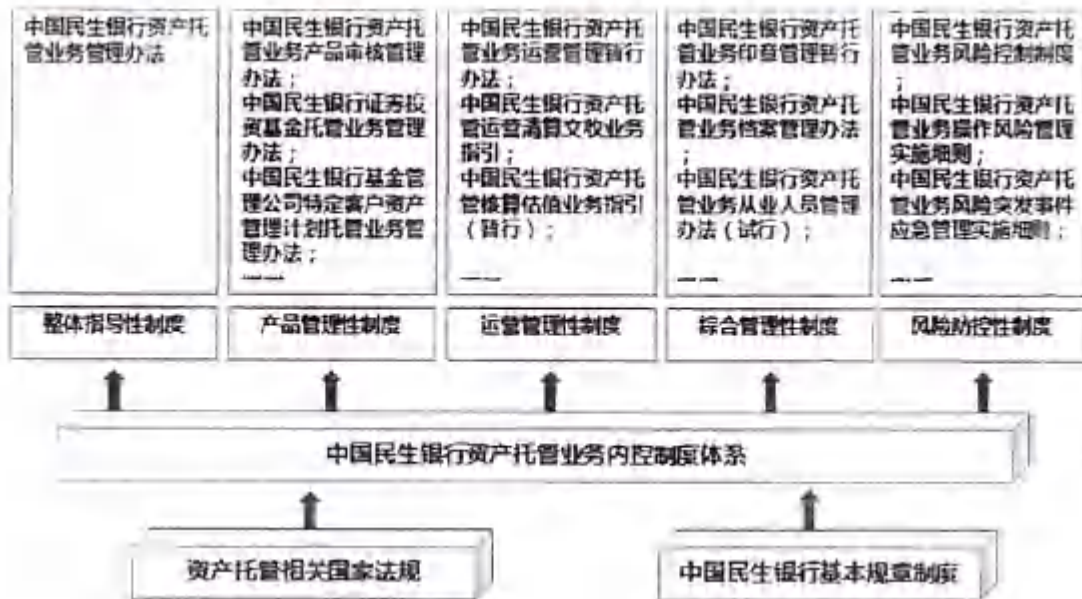 中国民生银行资产托
管业务管理办法
中国民生银行资产托
管业务产品审核管理
办法；
中国民生银行证券投
资基金托管业务管理
办法；
中国民生银行基金管
理公司特定客户资产
管理计划托管业务管
理办法；
……
中国民生银行资产托
管业务运营管理暂行
办法；
中国民生银行资产托
管运营清算交收业务
指引；
中国民生银行资产托
管核算估值业务指引
（暂行）；
……
中国民生银行资产托
管业务印章管理暂行
办法；
中国民生银行资产托
管业务档案管理办法
；
中国民生银行资产托
管业务从业人员管理
办法（试行）；
……
中国民生银行资产托
管业务风险控制制度
；
中国民生银行资产托
管业务操作风险管理
实施细则；
中国民生银行资产托
管业务风险突发事件
应急管理实施细则；
……
整体指导性制度
产品管理性制度
运营管理性制度
综合管理性制度
风险防控性制度
中国民生银行资产托管业务内控制度体系
资产托管相关国家法规
中国民生银行基本规章制度